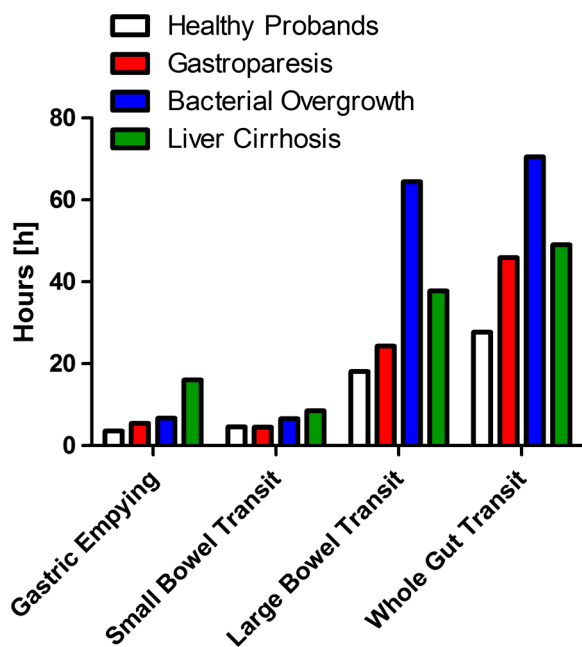 Healthy Probands
Gastroparesis
Bacterial Overgrowth
Liver Cirrhosis
80
60
40
20
0
Hours [h]
Gastric Empying
Small Bowel Transit
Large Bowel Transit
Whole Gut Transit